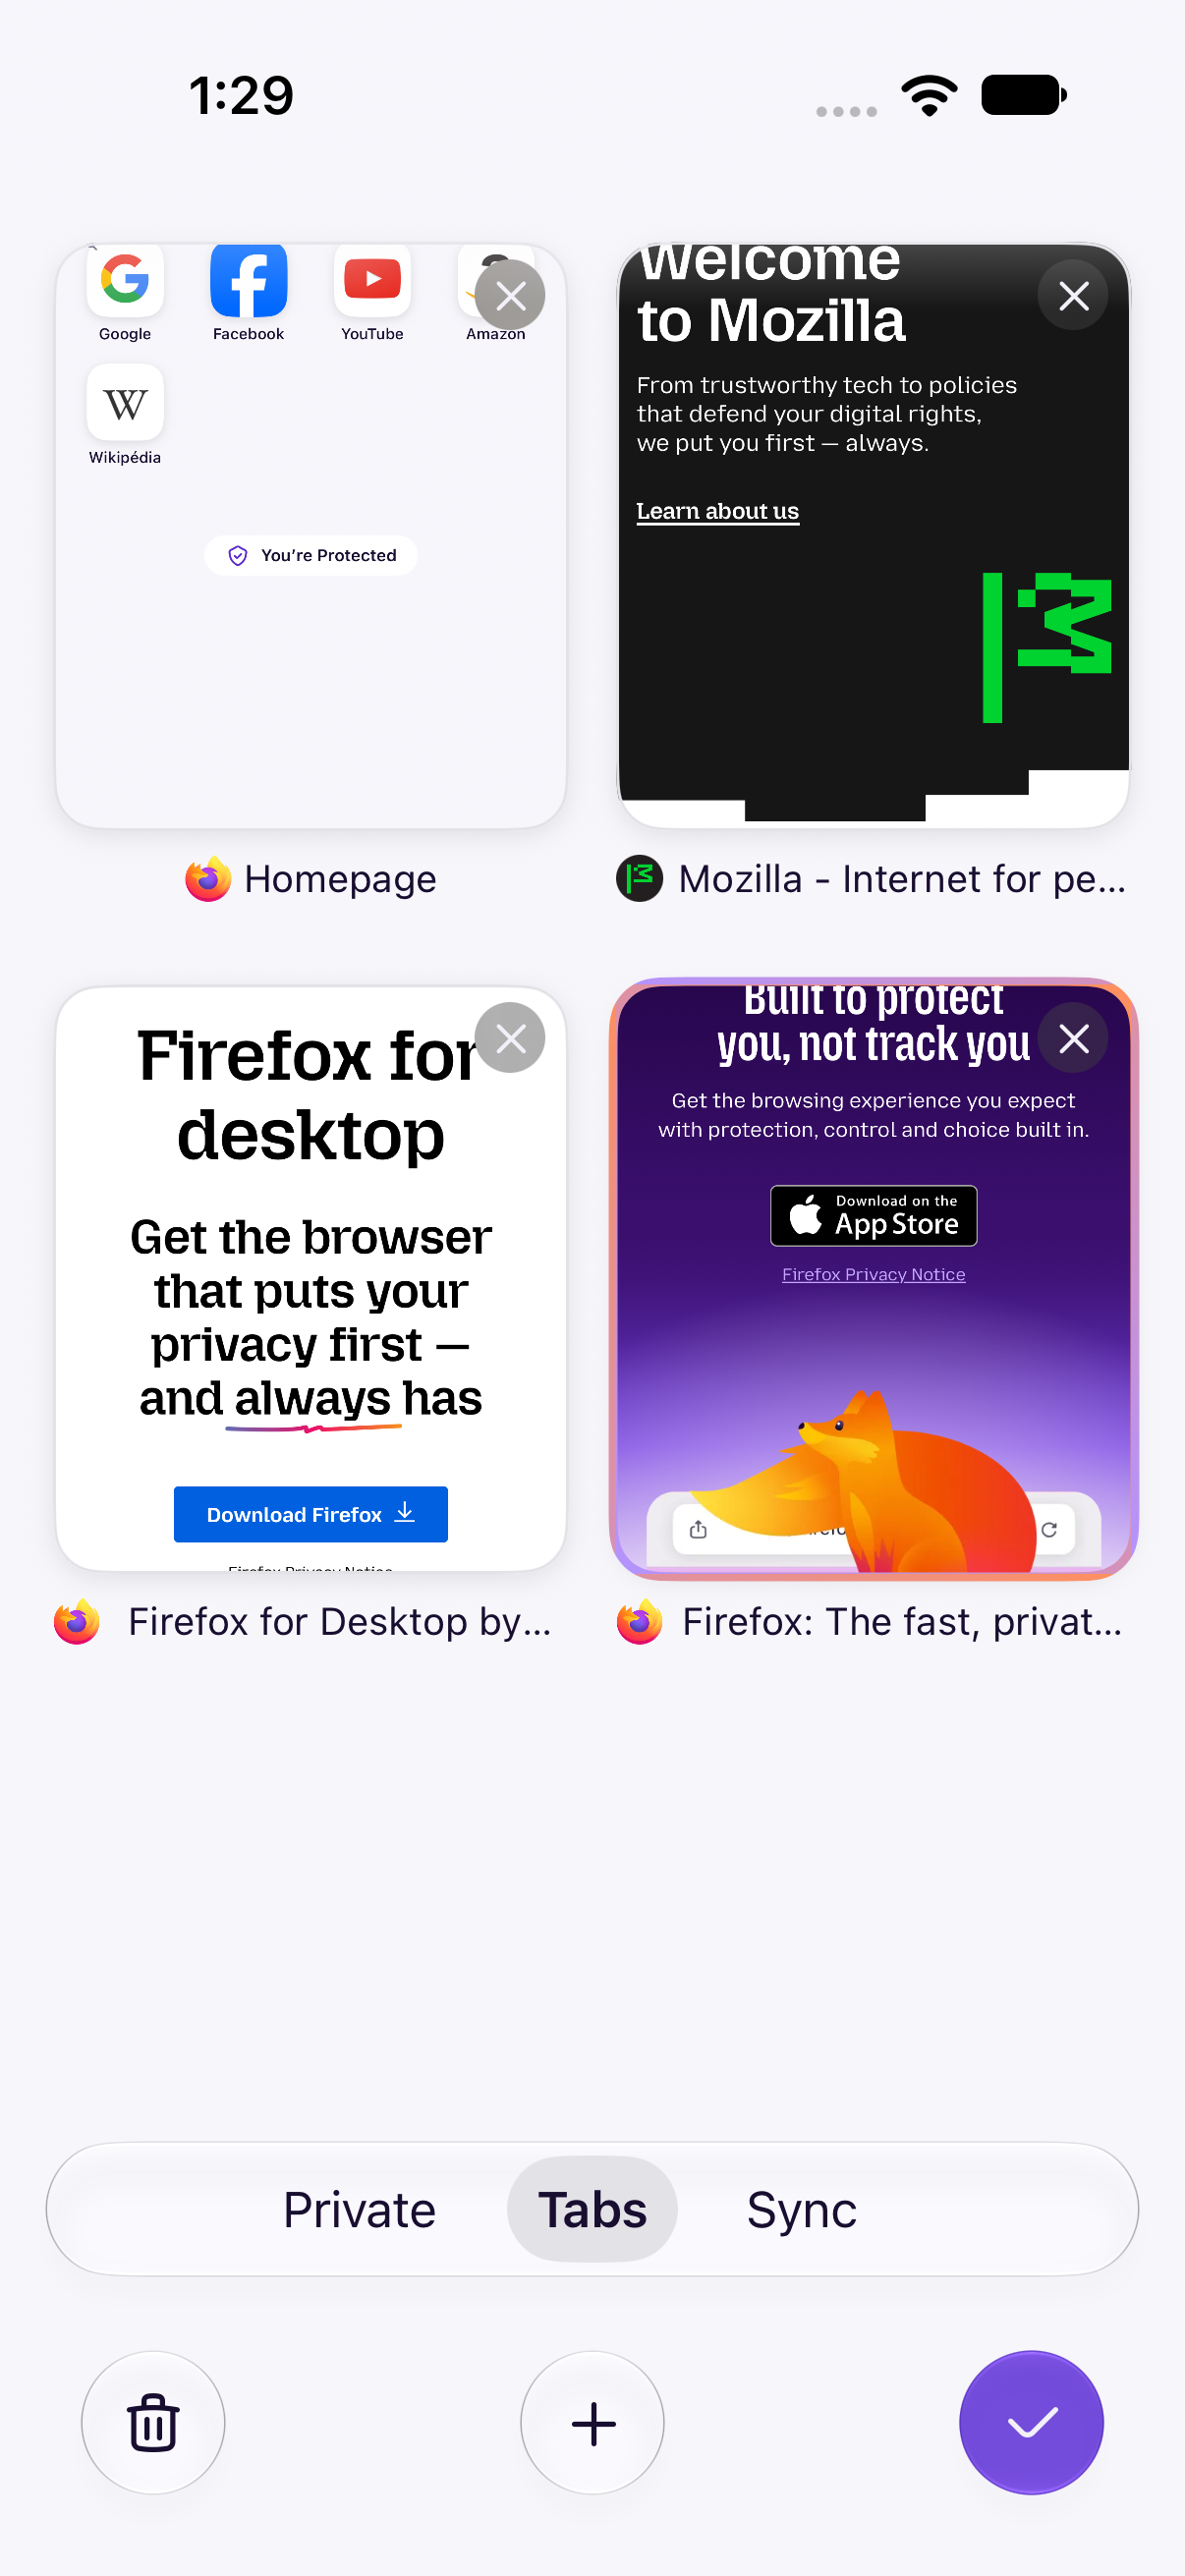 1:29
Google
Facebook
YouTube
Amazon
W
Wikipédia
You're Protected
Homepage
Welcome
to Mozilla
From trustworthy tech to policies
that defend your digital rights,
we put you first — always.
Learn about us
Mozilla - Internet for pe...
Firefox for
desktop
Get the browser
that puts your
privacy first —
and always has
Download Firefox
Firefox Privacy Notice
Firefox for Desktop by...
Built to protect
you, not track you
Get the browsing experience you expect
with protection, control and choice built in.
Download on the
App Store
Firefox Privacy Notice
Firefox: The fast, privat...
Private
Tabs
Sync